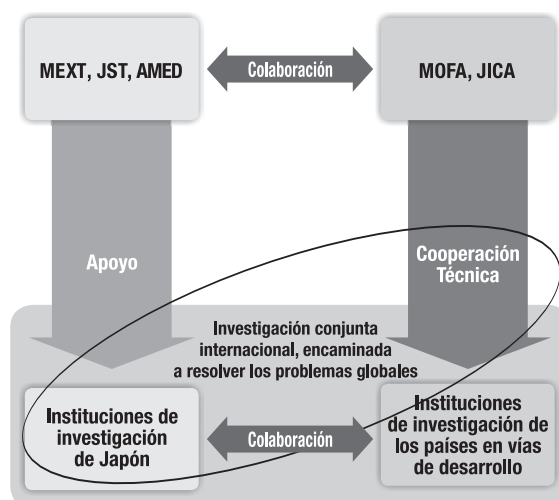 MEXT, JST, AMED
Colaboración
MOFA, JICA
Apoyo
Cooperación
Técnica
Investigación conjunta
internacional, encaminada
a resolver los problemas globales
Instituciones de
investigación
de Japón
Colaboración
Instituciones
de investigación de
los países en vías
de desarrollo